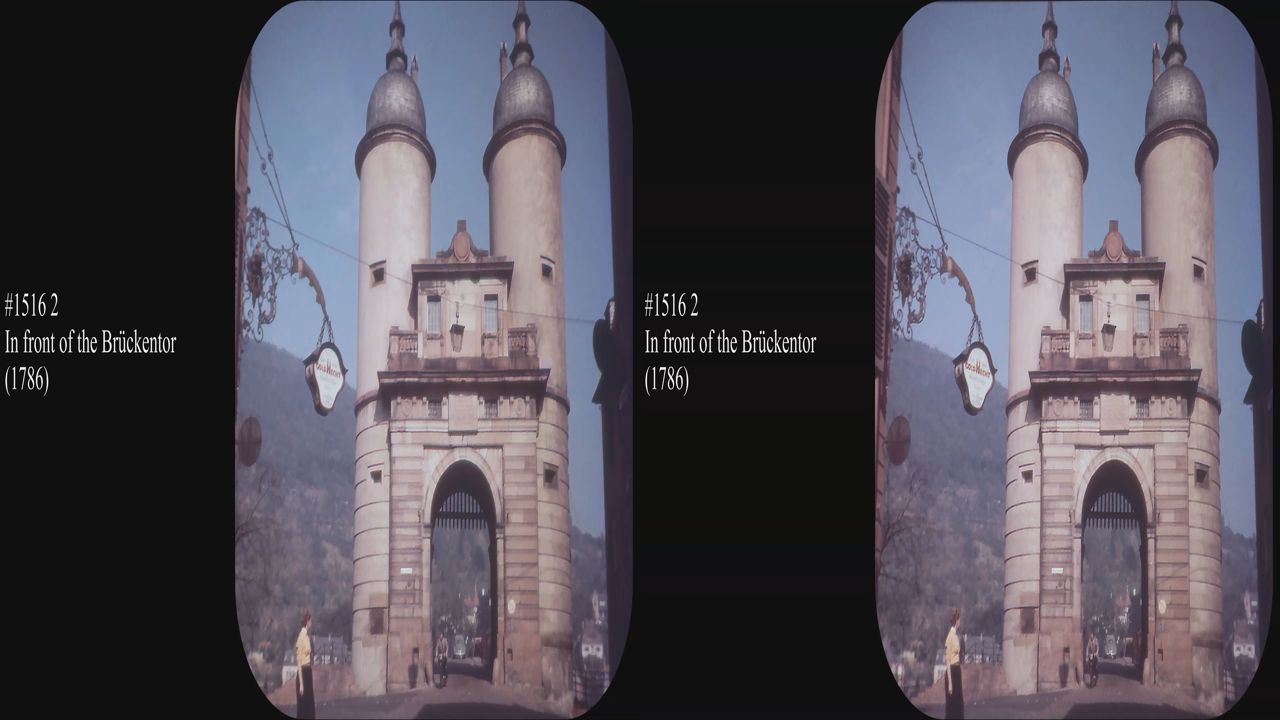 #1516 2
In front of the Brückentor
(1786)
#1516 2
In front of the Brückentor
(1786)